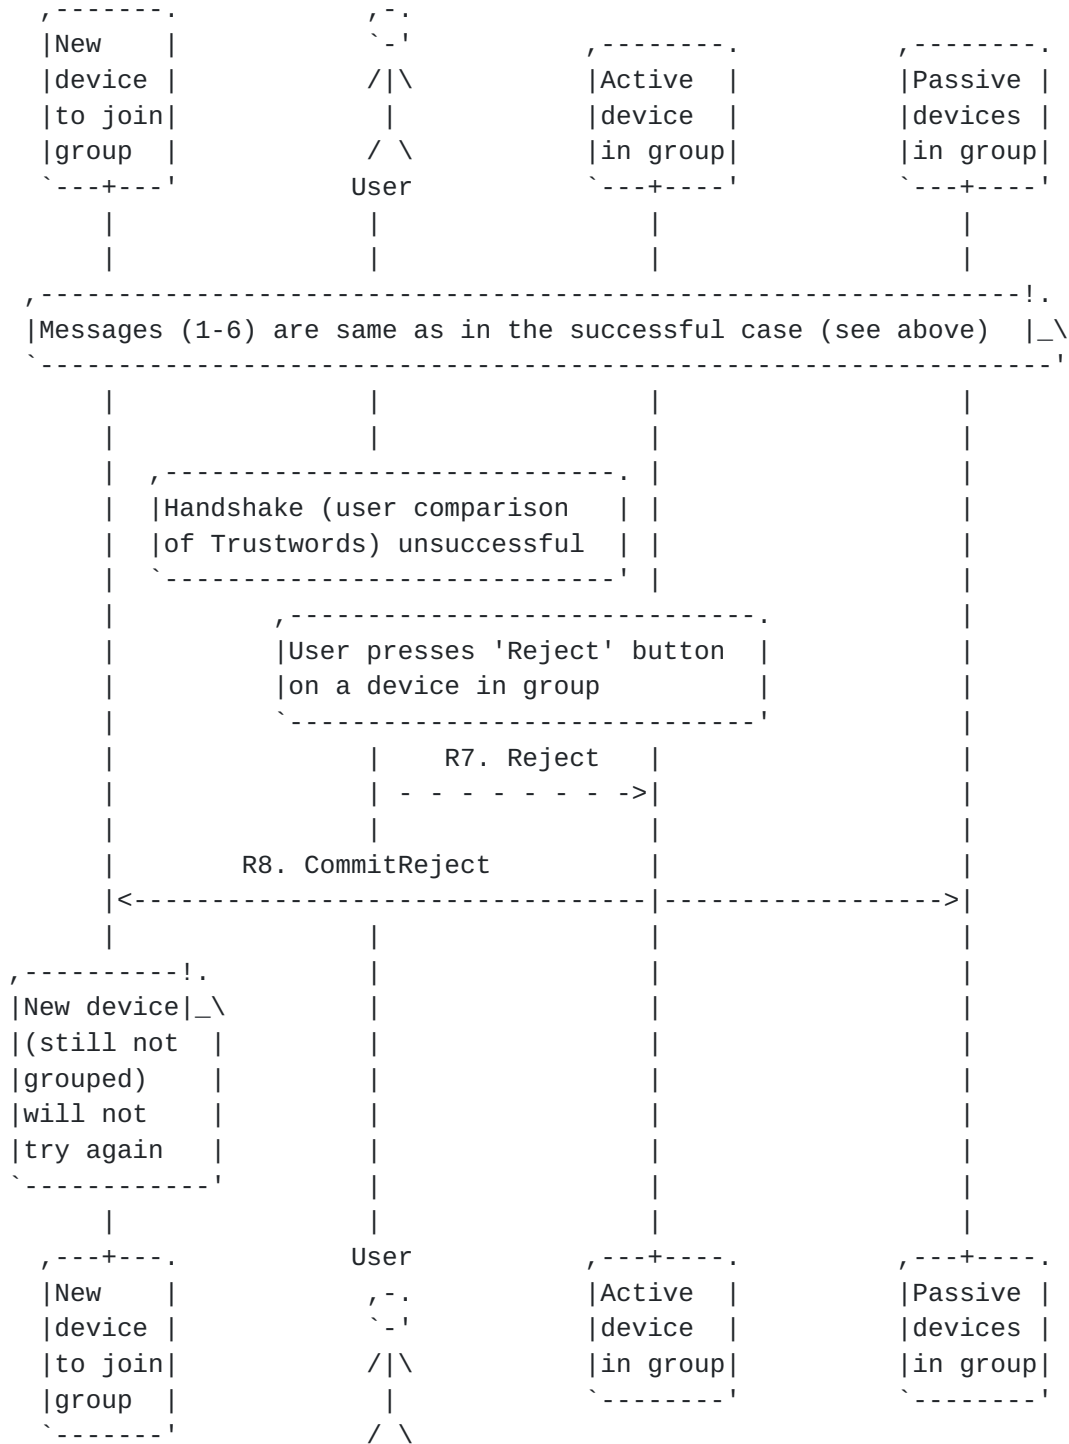 New
device
to join
group
User
Active
device
in group
Passive
devices
in group
Messages (1-6) are same as in the successful case (see above)
Handshake (user comparison
of Trustwords) unsuccessful
User presses 'Reject' button
on a device in group
R7. Reject
R8. CommitReject
New device
(still not
grouped)
will not
try again
New
device
to join
group
User
Active
device
in group
Passive
devices
in group